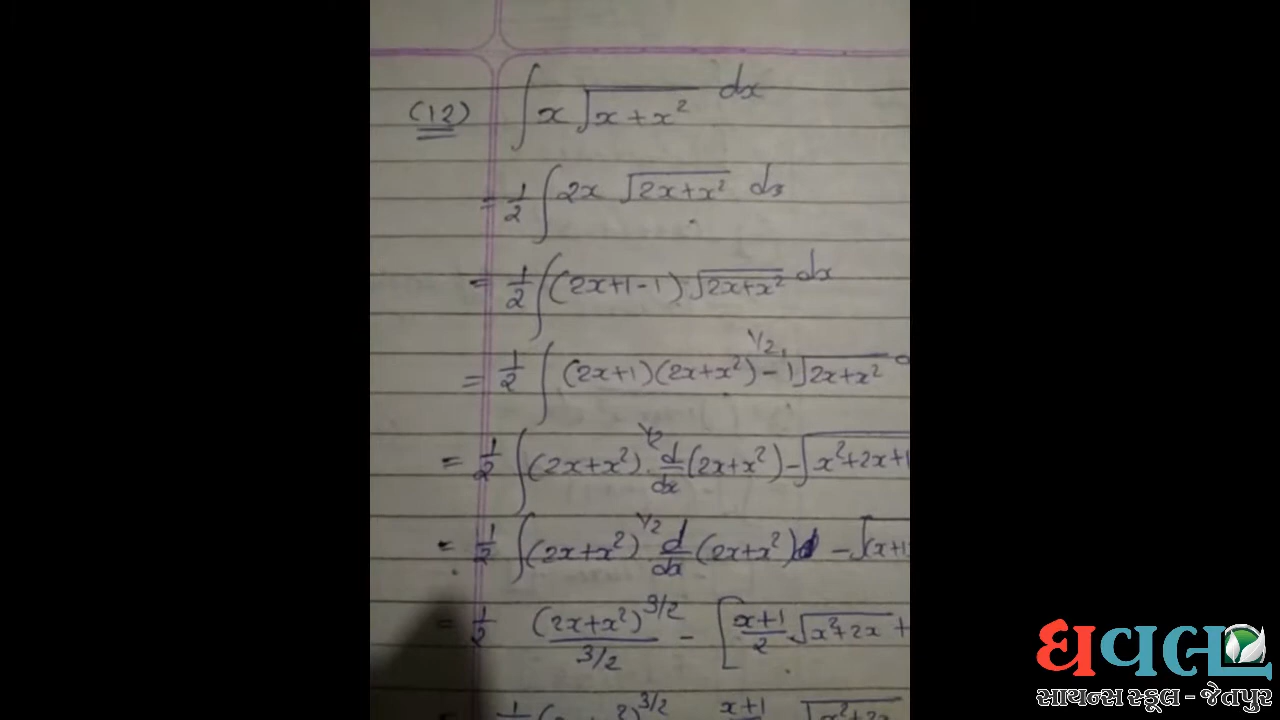 (12) ∫ x √(x + x²) dx
= 1/2 ∫ 2x √(2x+x²) dx
= 1/2 ∫ (2x+1-1) √(2x+x²) dx
= 1/2 ∫ (2x+1)(2x+x²)^1/2 - 1√(2x+x²)
= 1/2 ∫ (2x+x²)^1/2 . d/dx (2x+x²) - √(x²+2x+1
= 1/2 ∫ (2x+x²)^1/2 d/dx (2x+x²) - √(x+1
= 1/2 (2x+x²)^3/2 / 3/2 - [ x+1/2 √(x²+2x) +
ધવલ
સાયન્સ સ્કૂલ - જેતપુર